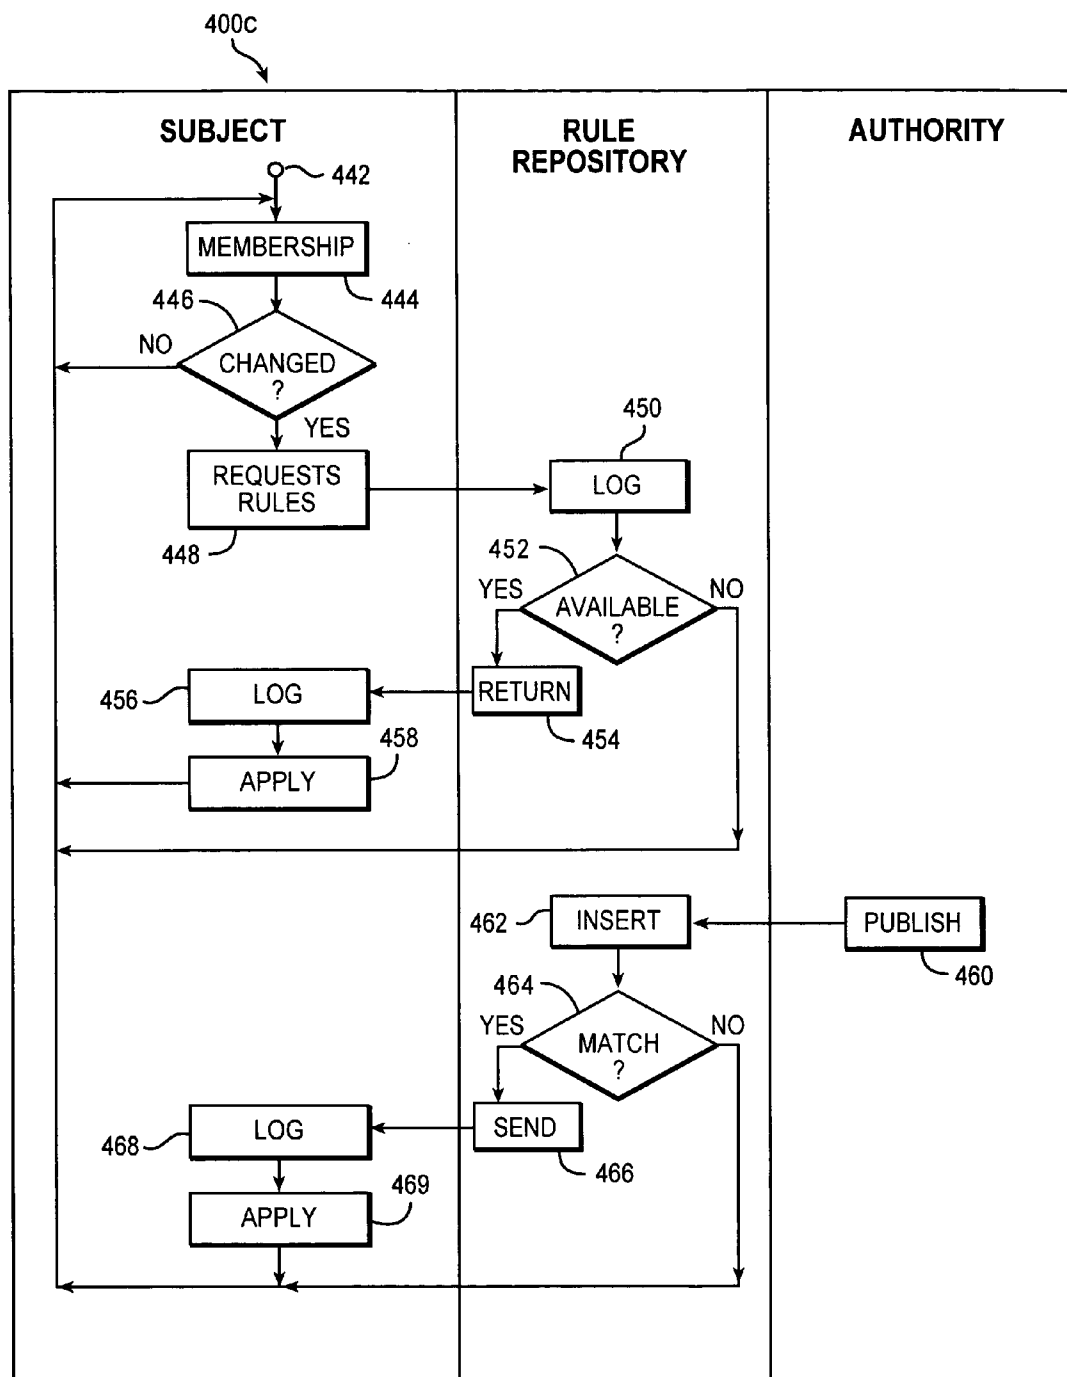 400c
SUBJECT
RULE
REPOSITORY
AUTHORITY
442
MEMBERSHIP
444
446
NO
CHANGED
?
YES
REQUESTS
RULES
448
450
LOG
452
YES
NO
AVAILABLE
?
RETURN
454
456
LOG
458
APPLY
462
INSERT
PUBLISH
460
464
YES
NO
MATCH
?
SEND
466
468
LOG
469
APPLY